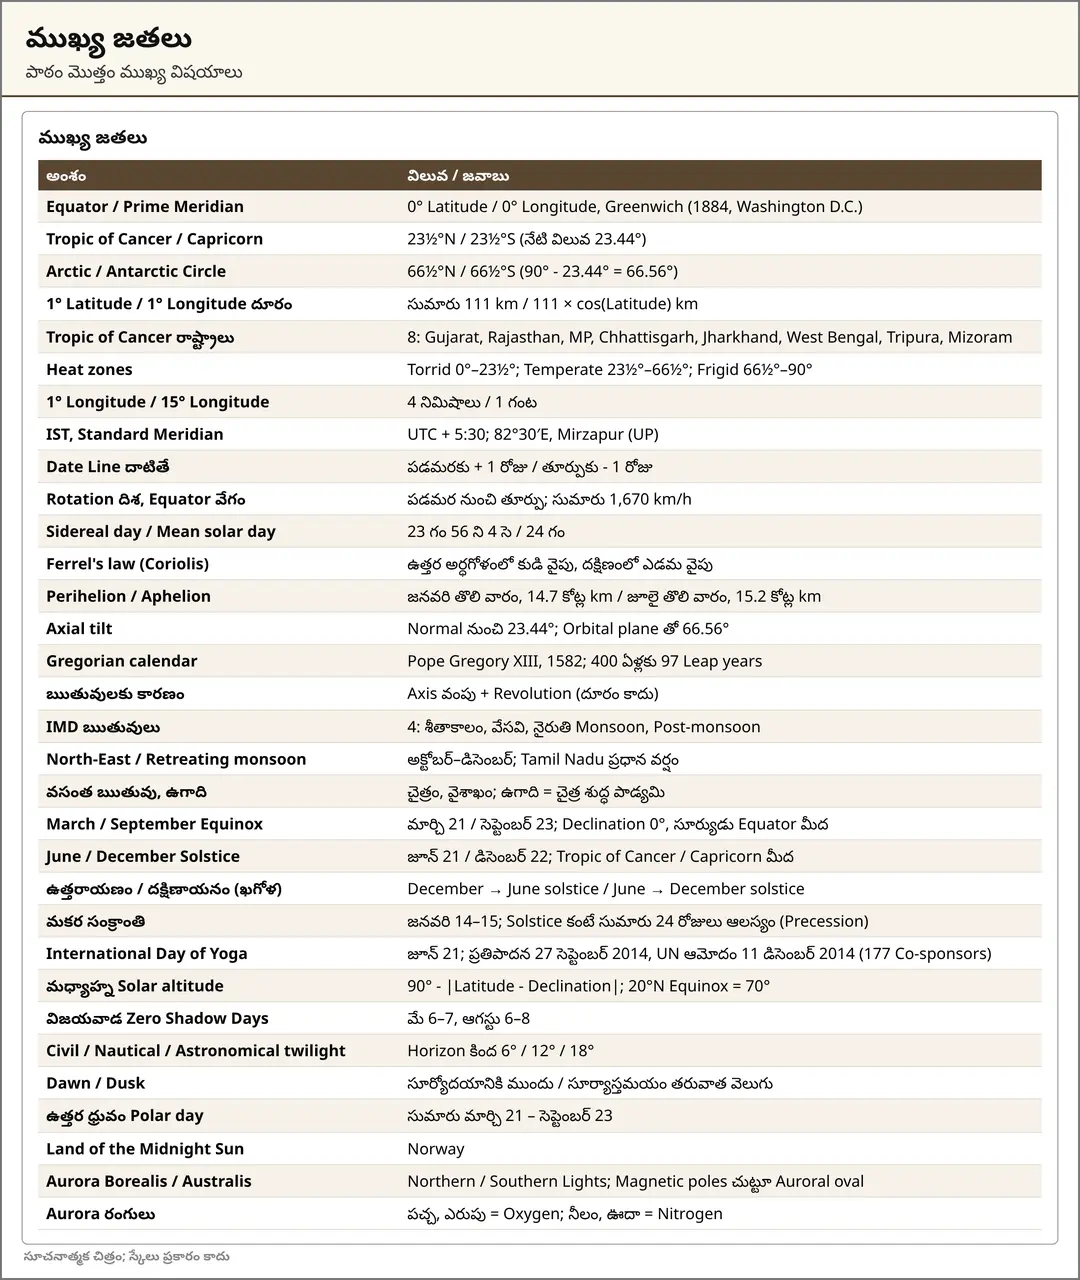 ముఖ్య జతలు
పాఠం మొత్తం ముఖ్య విషయాలు
ముఖ్య జతలు
అంశం విలువ / జవాబు
Equator / Prime Meridian 0° Latitude / 0° Longitude, Greenwich (1884, Washington D.C.)
Tropic of Cancer / Capricorn 23½°N / 23½°S (నేటి విలువ 23.44°)
Arctic / Antarctic Circle 66½°N / 66½°S (90° - 23.44° = 66.56°)
1° Latitude / 1° Longitude దూరం సుమారు 111 km / 111 × cos(Latitude) km
Tropic of Cancer రాష్ట్రాలు 8: Gujarat, Rajasthan, MP, Chhattisgarh, Jharkhand, West Bengal, Tripura, Mizoram
Heat zones Torrid 0°–23½°; Temperate 23½°–66½°; Frigid 66½°–90°
1° Longitude / 15° Longitude 4 నిమిషాలు / 1 గంట
IST, Standard Meridian UTC + 5:30; 82°30′E, Mirzapur (UP)
Date Line దాటితే పడమరకు + 1 రోజు / తూర్పుకు - 1 రోజు
Rotation దిశ, Equator వేగం పడమర నుంచి తూర్పు; సుమారు 1,670 km/h
Sidereal day / Mean solar day 23 గం 56 ని 4 సె / 24 గం
Ferrel's law (Coriolis) ఉత్తర అర్ధగోళంలో కుడి వైపు, దక్షిణంలో ఎడమ వైపు
Perihelion / Aphelion జనవరి తొలి వారం, 14.7 కోట్ల km / జూలై తొలి వారం, 15.2 కోట్ల km
Axial tilt Normal నుంచి 23.44°; Orbital plane తో 66.56°
Gregorian calendar Pope Gregory XIII, 1582; 400 ఏళ్లకు 97 Leap years
ఋతువులకు కారణం Axis వంపు + Revolution (దూరం కాదు)
IMD ఋతువులు 4: శీతాకాలం, వేసవి, నైరుతి Monsoon, Post-monsoon
North-East / Retreating monsoon అక్టోబర్–డిసెంబర్; Tamil Nadu ప్రధాన వర్షం
వసంత ఋతువు, ఉగాది చైత్రం, వైశాఖం; ఉగాది = చైత్ర శుద్ధ పాడ్యమి
March / September Equinox మార్చి 21 / సెప్టెంబర్ 23; Declination 0°, సూర్యుడు Equator మీద
June / December Solstice జూన్ 21 / డిసెంబర్ 22; Tropic of Cancer / Capricorn మీద
ఉత్తరాయణం / దక్షిణాయనం (ఖగోళ) December → June solstice / June → December solstice
మకర సంక్రాంతి జనవరి 14–15; Solstice కంటే సుమారు 24 రోజులు ఆలస్యం (Precession)
International Day of Yoga జూన్ 21; ప్రతిపాదన 27 సెప్టెంబర్ 2014, UN ఆమోదం 11 డిసెంబర్ 2014 (177 Co-sponsors)
మధ్యాహ్న Solar altitude 90° - |Latitude - Declination|; 20°N Equinox = 70°
విజయవాడ Zero Shadow Days మే 6–7, ఆగస్టు 6–8
Civil / Nautical / Astronomical twilight Horizon కింద 6° / 12° / 18°
Dawn / Dusk సూర్యోదయానికి ముందు / సూర్యాస్తమయం తరువాత వెలుగు
ఉత్తర ధ్రువం Polar day సుమారు మార్చి 21 – సెప్టెంబర్ 23
Land of the Midnight Sun Norway
Aurora Borealis / Australis Northern / Southern Lights; Magnetic poles చుట్టూ Auroral oval
Aurora రంగులు పచ్చ, ఎరుపు = Oxygen; నీలం, ఊదా = Nitrogen
సూచనాత్మక చిత్రం; స్కేలు ప్రకారం కాదు